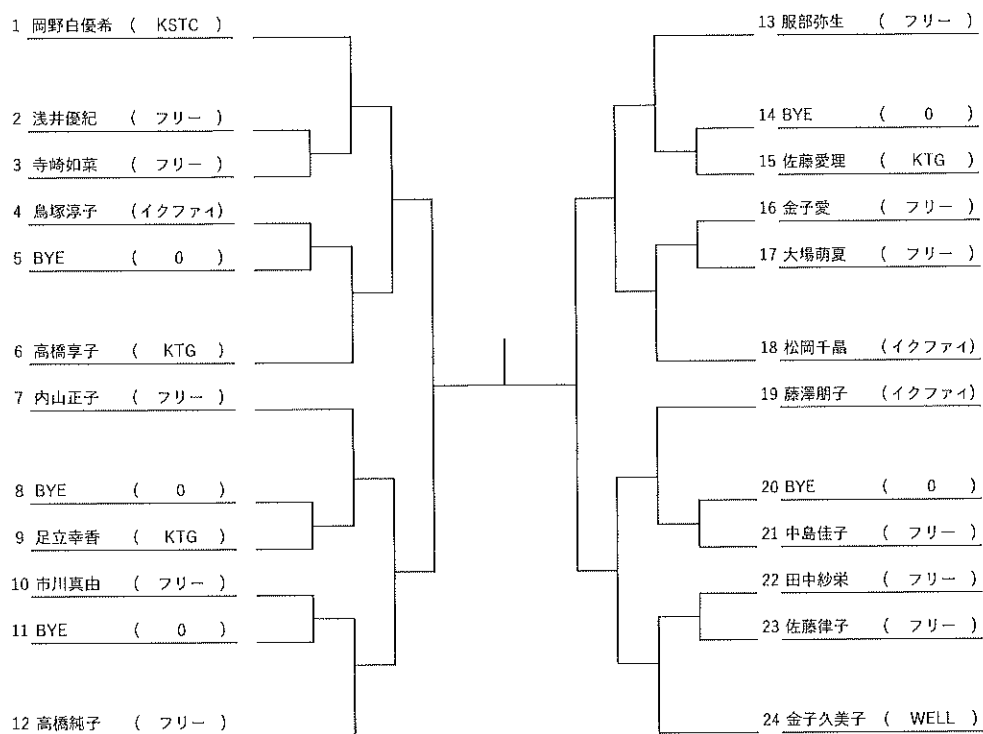 1 岡野白優希 ( KSTC )
2 浅井優紀 ( フリー )
3 寺崎如菜 ( フリー )
4 鳥塚淳子 (イクファイ)
5 BYE ( 0 )
6 高橋享子 ( KTG )
7 内山正子 ( フリー )
8 BYE ( 0 )
9 足立幸香 ( KTG )
10 市川真由 ( フリー )
11 BYE ( 0 )
12 高橋純子 ( フリー )
13 服部弥生 ( フリー )
14 BYE ( 0 )
15 佐藤愛理 ( KTG )
16 金子愛 ( フリー )
17 大場萌夏 ( フリー )
18 松岡千晶 (イクファイ)
19 藤澤朋子 (イクファイ)
20 BYE ( 0 )
21 中島佳子 ( フリー )
22 田中紗栄 ( フリー )
23 佐藤律子 ( フリー )
24 金子久美子 ( WELL )